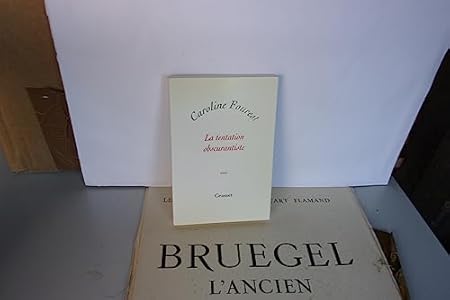 Caroline Fourest
La tentation
obscurantiste
Grasset
ART FLAMAND
BRUEGEL
L'ANCIEN